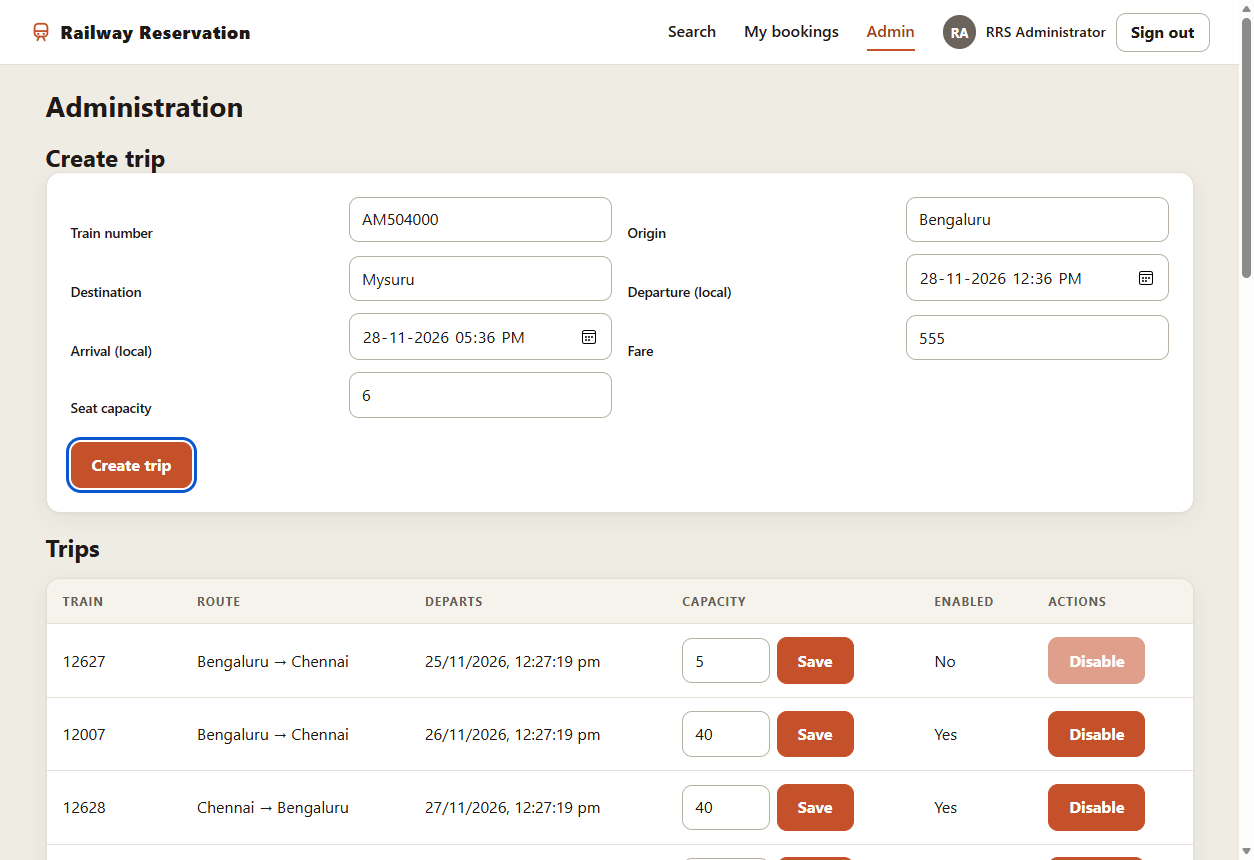 Railway Reservation Search My bookings Admin RA RRS Administrator Sign out
Administration
Create trip
Train number AM504000 Origin Bengaluru
Destination Mysuru Departure (local) 28-11-2026 12:36 PM
Arrival (local) 28-11-2026 05:36 PM Fare 555
Seat capacity 6
Create trip
Trips
TRAIN ROUTE DEPARTS CAPACITY ENABLED ACTIONS
12627 Bengaluru → Chennai 25/11/2026, 12:27:19 pm 5 Save No Disable
12007 Bengaluru → Chennai 26/11/2026, 12:27:19 pm 40 Save Yes Disable
12628 Chennai → Bengaluru 27/11/2026, 12:27:19 pm 40 Save Yes Disable